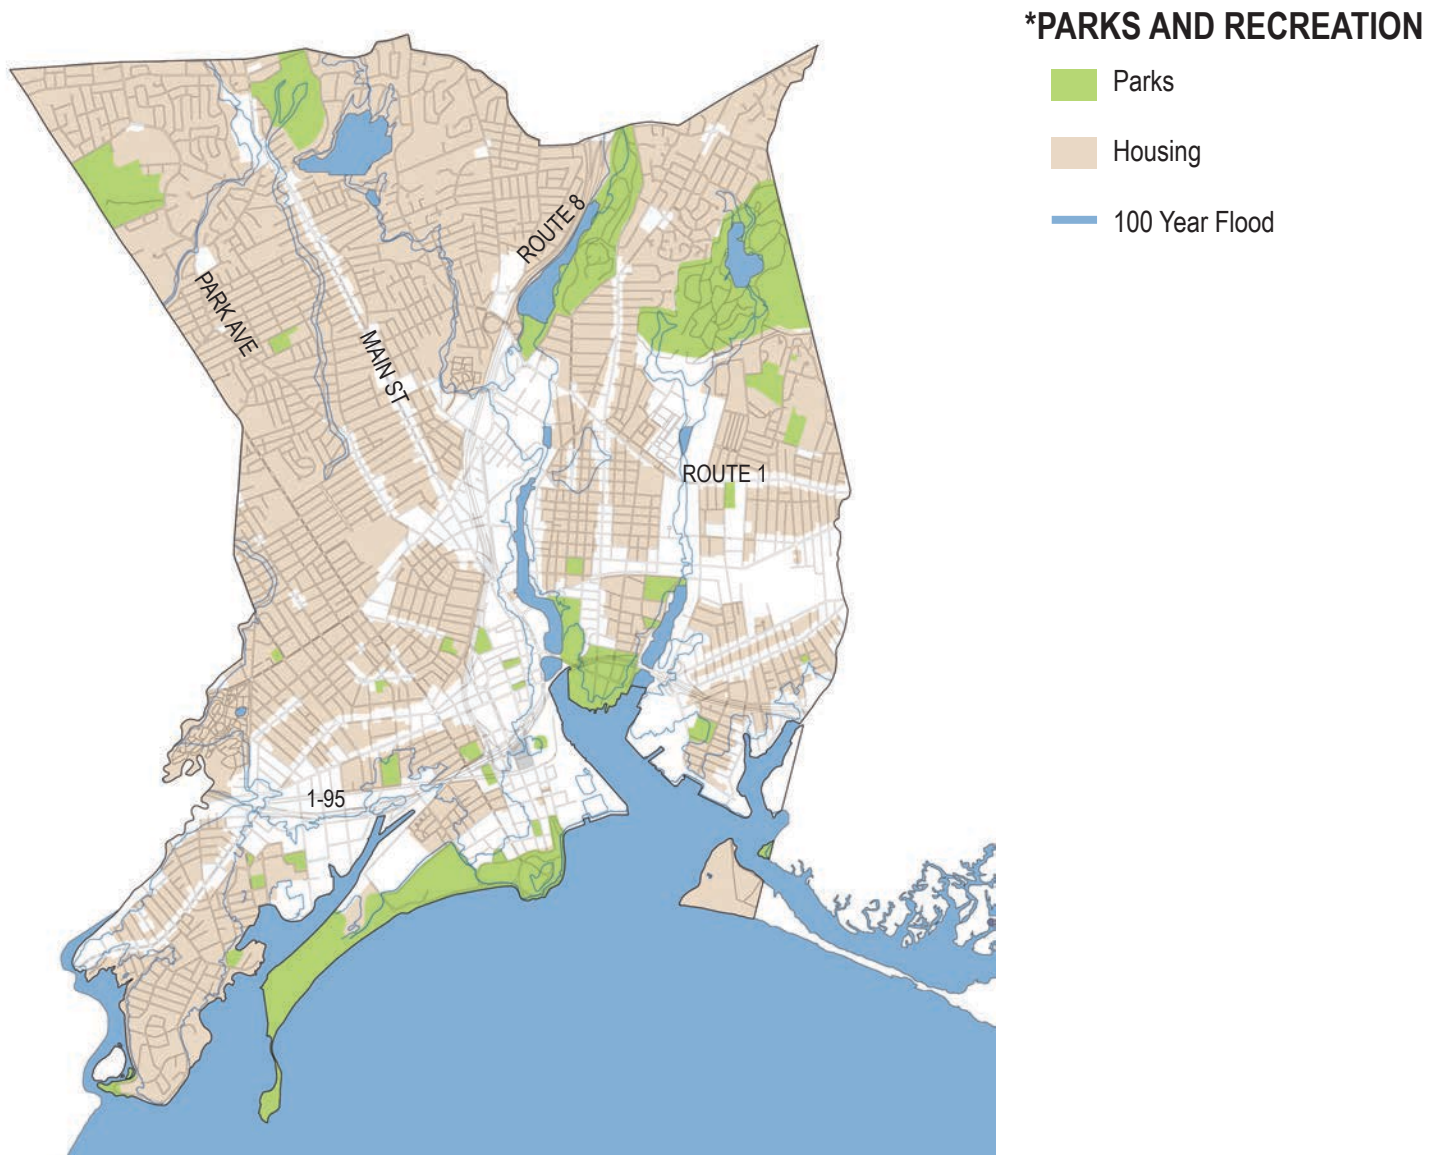 *PARKS AND RECREATION
Parks
Housing
100 Year Flood
ROUTE 8
PARK AVE
MAIN ST
ROUTE 1
1-95